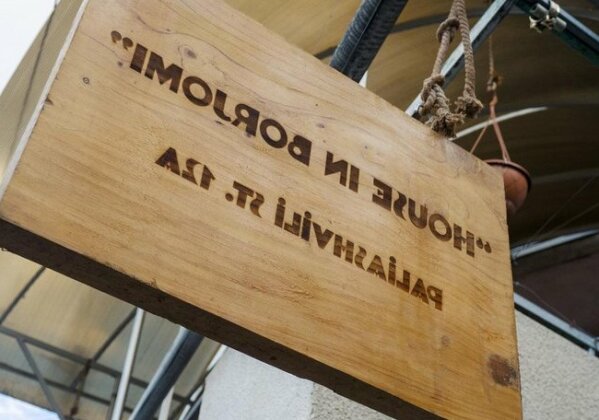 "HOUSE IN BORJOMI"
PALIASHVILI ST. 12A